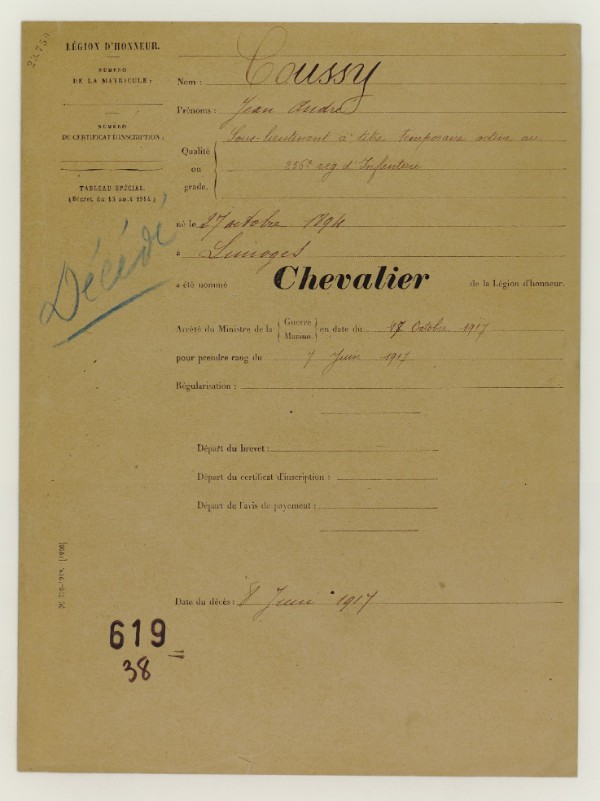 LÉGION D'HONNEUR.
NUMÉRO
DE LA MATRICULE :
NUMÉRO
DU CERTIFICAT D'INSCRIPTION :
TABLEAU SPÉCIAL.
(Décret du 13 août 1914.)
Décédé
Nom : Coussy
Prénoms : Jean André
Qualité
ou
grade.
Sous-lieutenant à titre temporaire active au
336e rég d'Infanterie
né le 27 octobre 1894
à Limoges
a été nommé Chevalier de la Légion d'honneur.
Arrêté du Ministre de la { Guerre Marine } en date du 17 Octobre 1917
pour prendre rang du 7 Juin 1917
Régularisation :
Départ du brevet :
Départ du certificat d'inscription :
Départ de l'avis de payement :
Date du décès : 8 Juin 1917
619
38